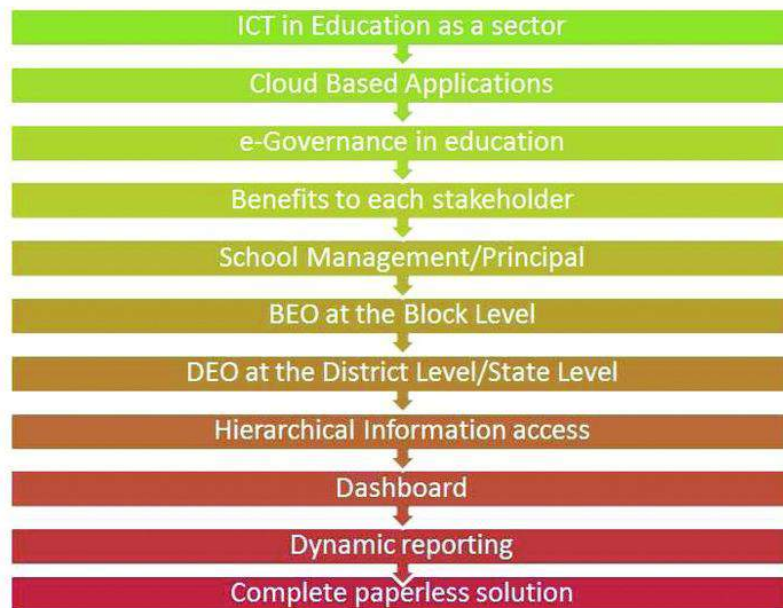 ICT in Education as a sector
Cloud Based Applications
e-Governance in education
Benefits to each stakeholder
School Management/Principal
BEO at the Block Level
DEO at the District Level/State Level
Hierarchical Information access
Dashboard
Dynamic reporting
Complete paperless solution